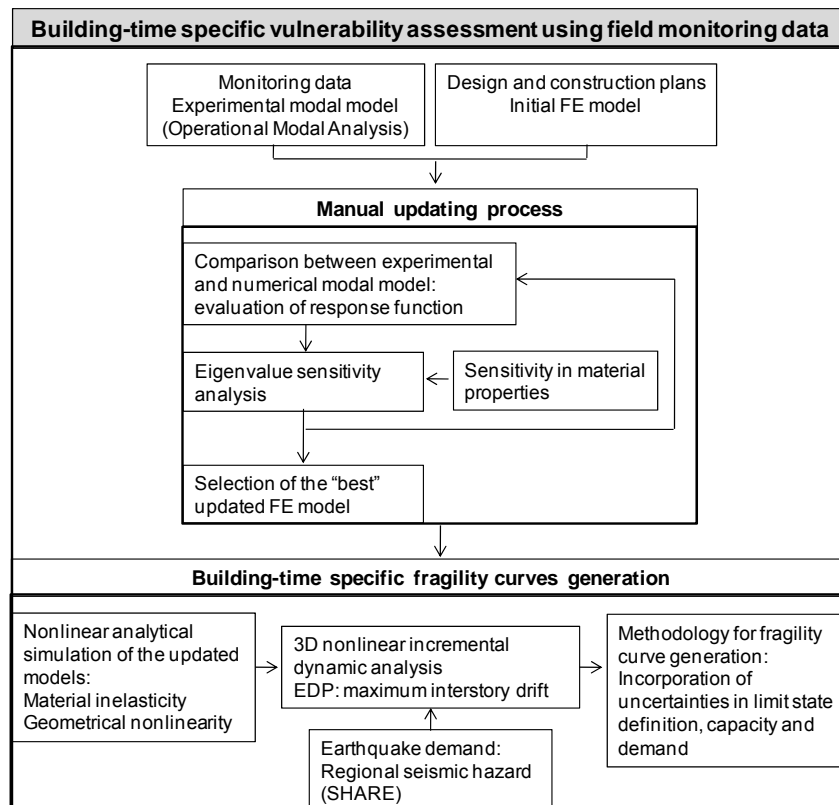 Building-time specific vulnerability assessment using field monitoring data
Monitoring data
Experimental modal model
(Operational Modal Analysis)
Design and construction plans
Initial FE model
Manual updating process
Comparison between experimental
and numerical modal model:
evaluation of response function
Eigenvalue sensitivity
analysis
Sensitivity in material
properties
Selection of the “best”
updated FE model
Building-time specific fragility curves generation
Nonlinear analytical
simulation of the updated
models:
Material inelasticity
Geometrical nonlinearity
3D nonlinear incremental
dynamic analysis
EDP: maximum interstory drift
Methodology for fragility
curve generation:
Incorporation of
uncertainties in limit state
definition, capacity and
demand
Earthquake demand:
Regional seismic hazard
(SHARE)